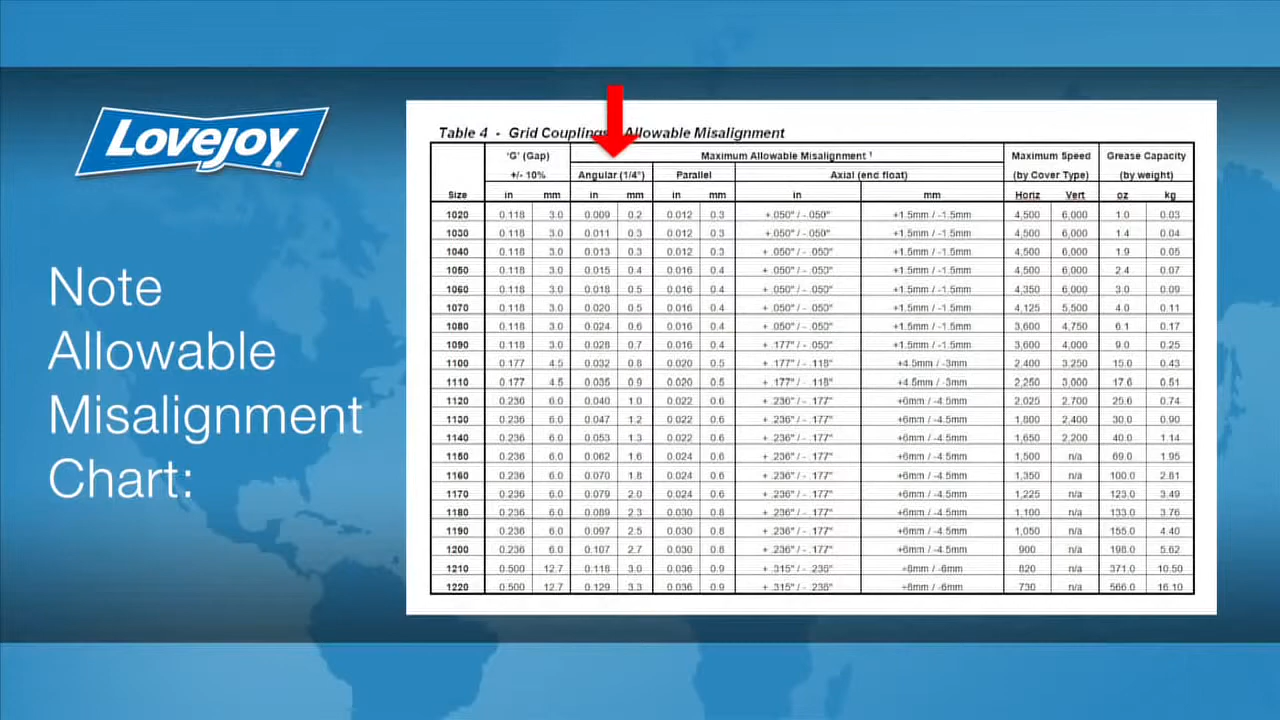 Lovejoy
Note
Allowable
Misalignment
Chart:
Table 4 - Grid Couplings Allowable Misalignment
'G' (Gap) Maximum Allowable Misalignment ¹ Maximum Speed Grease Capacity
+/- 10% Angular (1/4°) Parallel Axial (end float) (by Cover Type) (by weight)
Size in mm in mm in mm in mm Horiz Vert oz kg
1020 0.118 3.0 0.009 0.2 0.012 0.3 +.050" / -.050" +1.5mm / -1.5mm 4,500 6,000 1.0 0.03
1030 0.118 3.0 0.011 0.3 0.012 0.3 +.050" / -.050" +1.5mm / -1.5mm 4,500 6,000 1.4 0.04
1040 0.118 3.0 0.013 0.3 0.012 0.3 +.050" / -.050" +1.5mm / -1.5mm 4,500 6,000 1.9 0.05
1050 0.118 3.0 0.015 0.4 0.016 0.4 +.050" / -.050" +1.5mm / -1.5mm 4,500 6,000 2.4 0.07
1060 0.118 3.0 0.018 0.5 0.016 0.4 +.050" / -.050" +1.5mm / -1.5mm 4,350 6,000 3.0 0.09
1070 0.118 3.0 0.020 0.5 0.016 0.4 +.050" / -.050" +1.5mm / -1.5mm 4,125 5,500 4.0 0.11
1080 0.118 3.0 0.024 0.6 0.016 0.4 +.050" / -.050" +1.5mm / -1.5mm 3,600 4,750 6.1 0.17
1090 0.118 3.0 0.028 0.7 0.016 0.4 +.177" / -.050" +1.5mm / -1.5mm 3,600 4,000 9.0 0.25
1100 0.177 4.5 0.032 0.8 0.020 0.5 +.177" / -.118" +4.5mm / -3mm 2,400 3,250 15.0 0.43
1110 0.177 4.5 0.035 0.9 0.020 0.5 +.177" / -.118" +4.5mm / -3mm 2,250 3,000 17.6 0.51
1120 0.236 6.0 0.040 1.0 0.022 0.6 +.236" / -.177" +6mm / -4.5mm 2,025 2,700 25.6 0.74
1130 0.236 6.0 0.047 1.2 0.022 0.6 +.236" / -.177" +6mm / -4.5mm 1,800 2,400 30.0 0.90
1140 0.236 6.0 0.053 1.3 0.022 0.6 +.236" / -.177" +6mm / -4.5mm 1,650 2,200 40.0 1.14
1150 0.236 6.0 0.062 1.6 0.024 0.6 +.236" / -.177" +6mm / -4.5mm 1,500 n/a 69.0 1.95
1160 0.236 6.0 0.070 1.8 0.024 0.6 +.236" / -.177" +6mm / -4.5mm 1,350 n/a 100.0 2.81
1170 0.236 6.0 0.079 2.0 0.024 0.6 +.236" / -.177" +6mm / -4.5mm 1,225 n/a 123.0 3.49
1180 0.236 6.0 0.089 2.3 0.030 0.8 +.236" / -.177" +6mm / -4.5mm 1,100 n/a 133.0 3.76
1190 0.236 6.0 0.097 2.5 0.030 0.8 +.236" / -.177" +6mm / -4.5mm 1,050 n/a 155.0 4.40
1200 0.236 6.0 0.107 2.7 0.030 0.8 +.236" / -.177" +6mm / -4.5mm 900 n/a 198.0 5.62
1210 0.500 12.7 0.118 3.0 0.036 0.9 +.315" / -.236" +8mm / -6mm 820 n/a 371.0 10.50
1220 0.500 12.7 0.129 3.3 0.036 0.9 +.315" / -.236" +8mm / -6mm 730 n/a 566.0 16.10